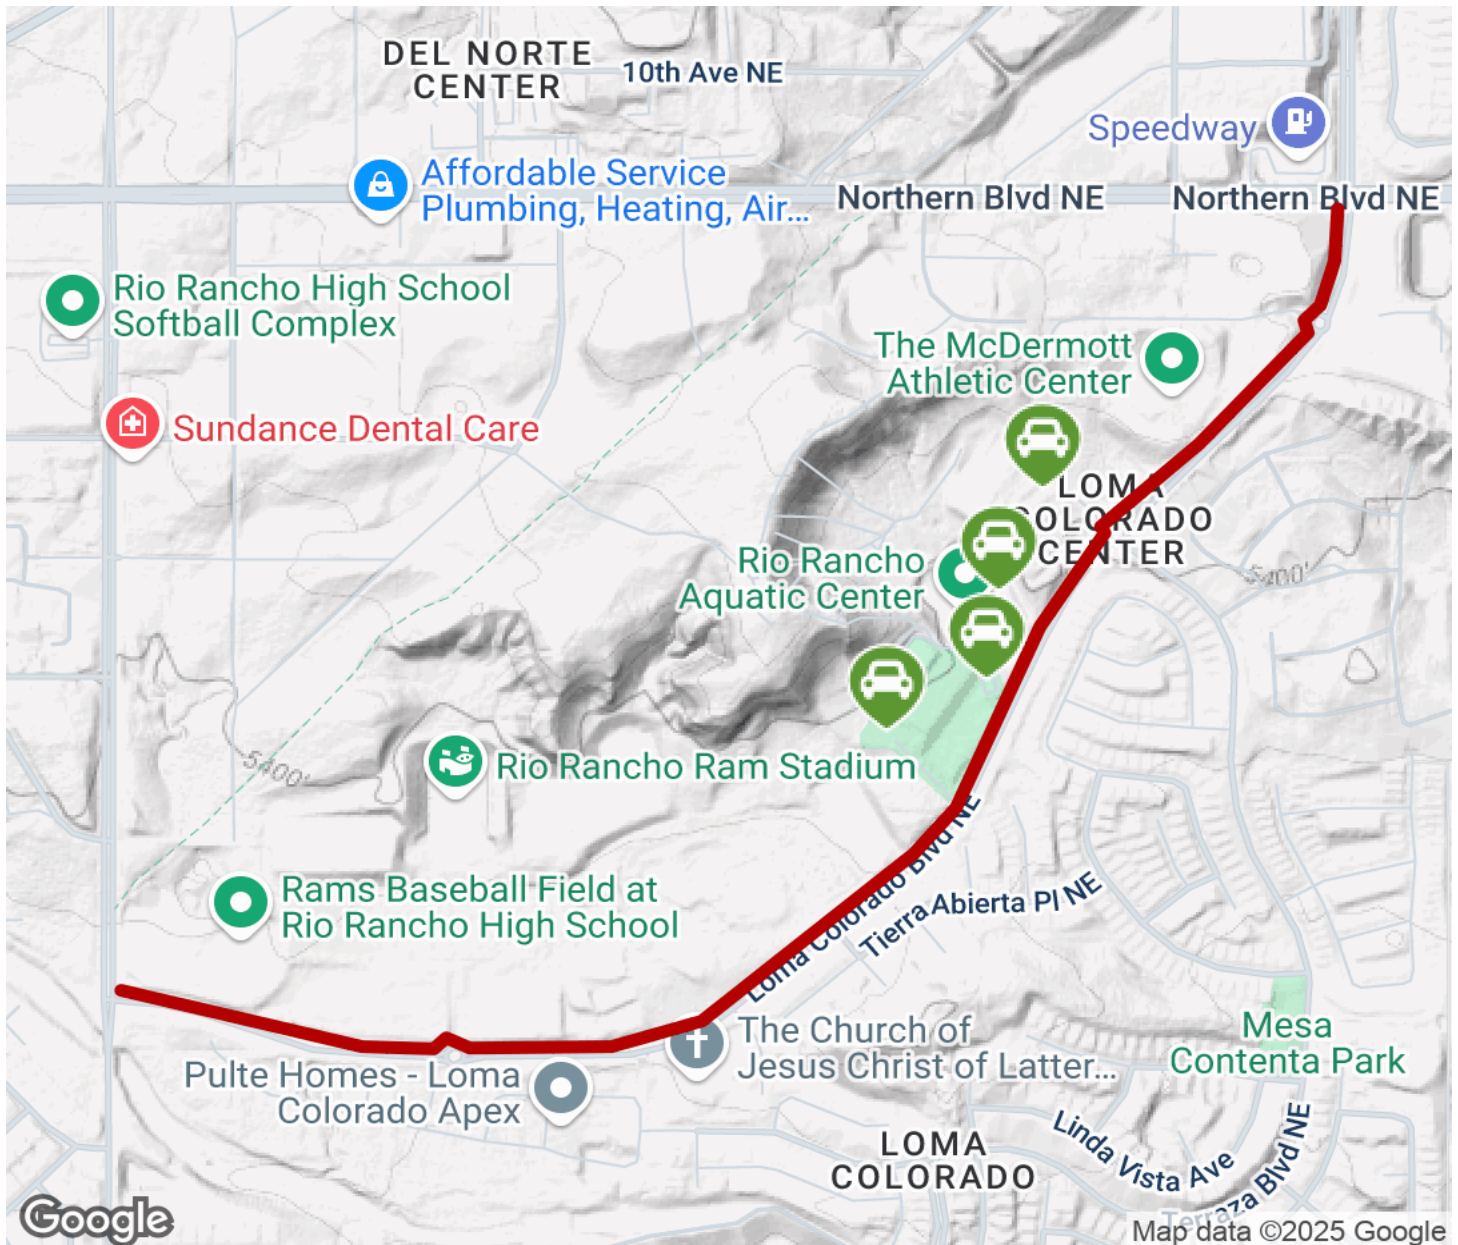 DEL NORTE
CENTER
10th Ave NE
Speedway
Affordable Service
Plumbing, Heating, Air...
Northern Blvd NE
Northern Blvd NE
Rio Rancho High School
Softball Complex
The McDermott
Athletic Center
Sundance Dental Care
LOMA
COLORADO
CENTER
Rio Rancho
Aquatic Center
5400'
Rio Rancho Ram Stadium
5400'
Loma Colorado Blvd NE
Tierra Abierta Pl NE
Rams Baseball Field at
Rio Rancho High School
Mesa
Contenta Park
The Church of
Jesus Christ of Latter...
Pulte Homes - Loma
Colorado Apex
LOMA
COLORADO
Linda Vista Ave
Terraza Blvd NE
Google
Map data ©2025 Google